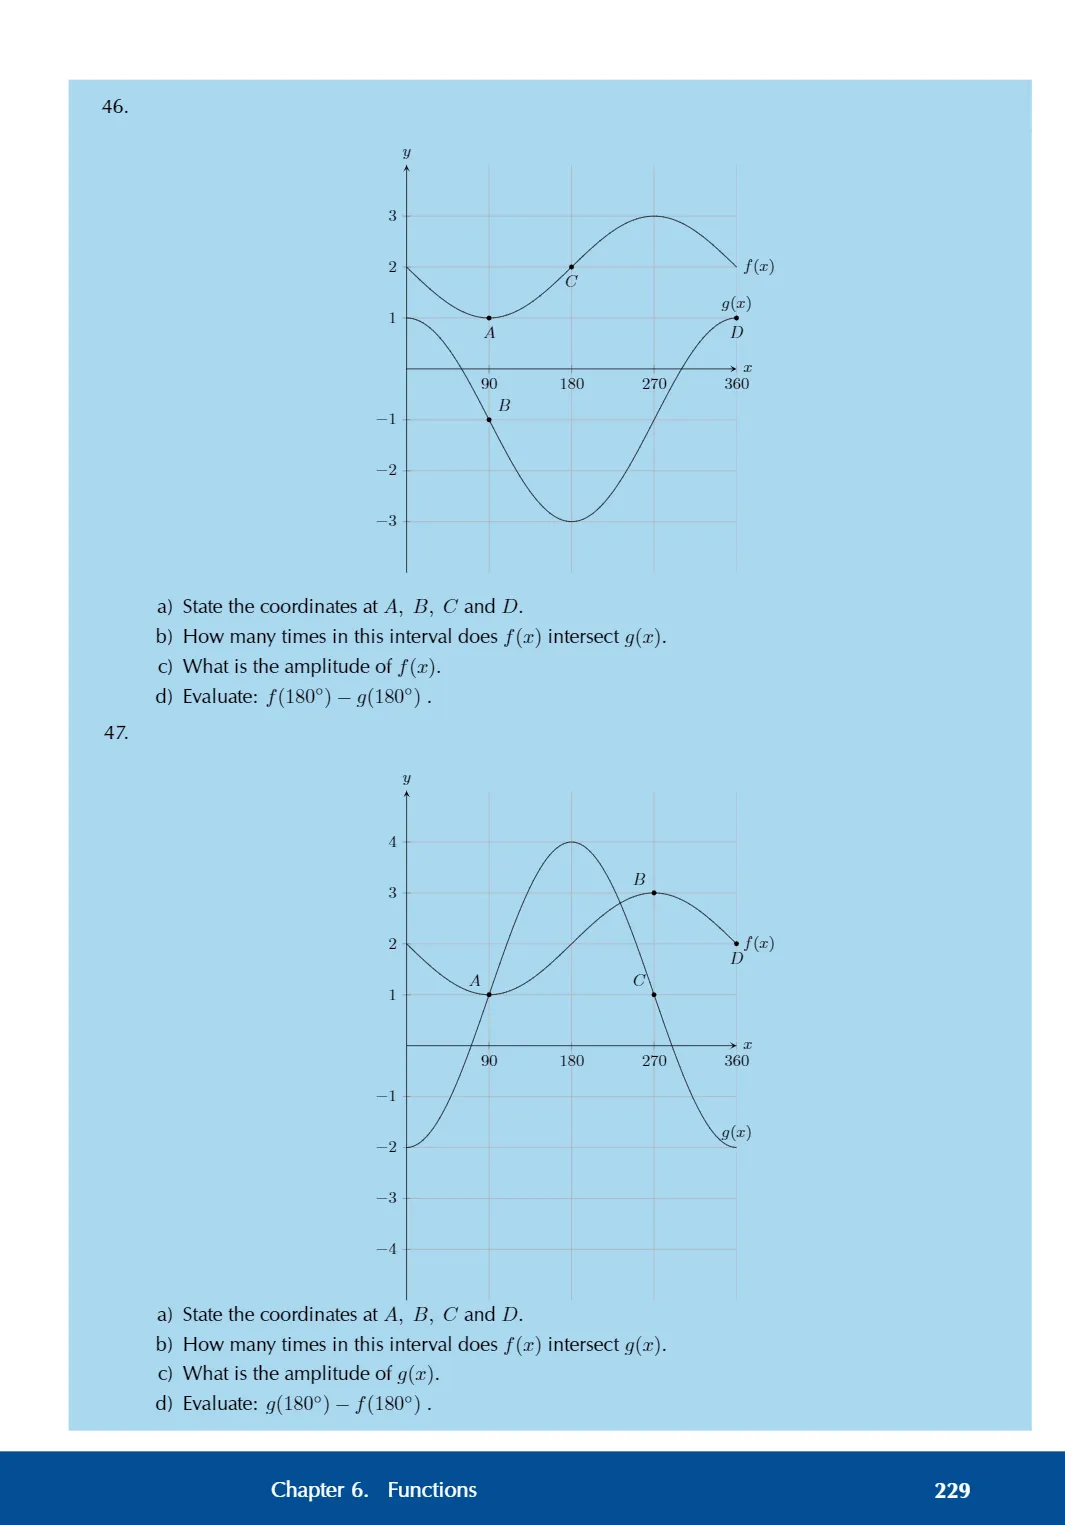 46.
y
3
2
f(x)
C
g(x)
1
A
D
x
90
180
270
360
B
−1
−2
−3
a) State the coordinates at A, B, C and D.
b) How many times in this interval does f(x) intersect g(x).
c) What is the amplitude of f(x).
d) Evaluate: f(180°) − g(180°) .
47.
y
4
B
3
2
f(x)
D
A
C
1
x
90
180
270
360
−1
g(x)
−2
−3
−4
a) State the coordinates at A, B, C and D.
b) How many times in this interval does f(x) intersect g(x).
c) What is the amplitude of g(x).
d) Evaluate: g(180°) − f(180°) .
Chapter 6. Functions 229